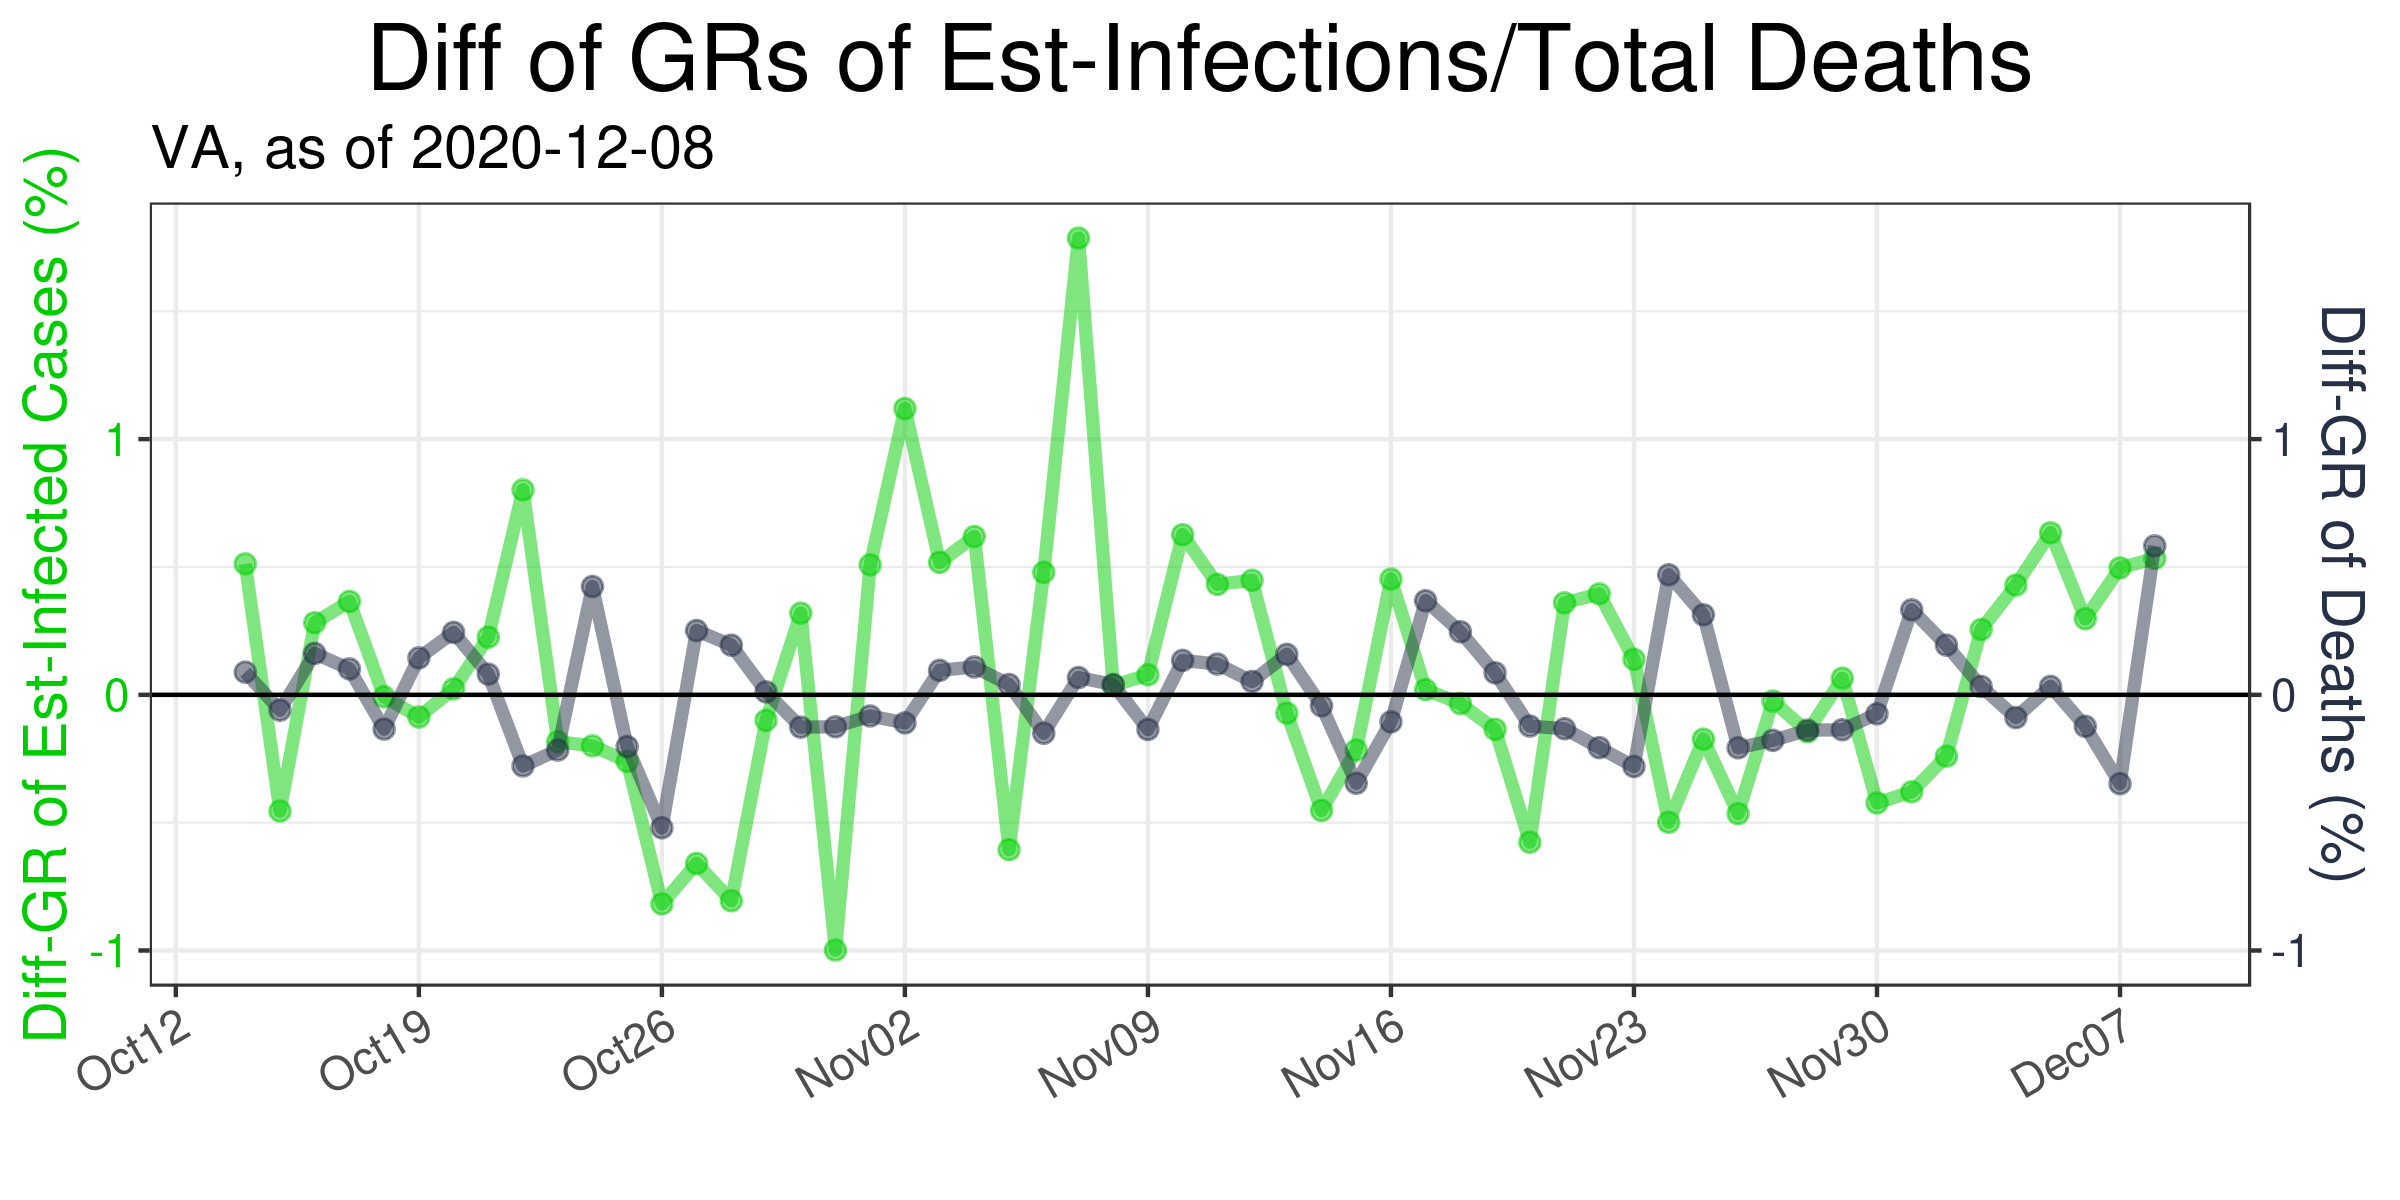 Diff of GRs of Est-Infections/Total Deaths
VA, as of 2020-12-08
Diff-GR of Est-Infected Cases (%)
1
0
-1
1
0
-1
Diff-GR of Deaths (%)
Oct12
Oct19
Oct26
Nov02
Nov09
Nov16
Nov23
Nov30
Dec07